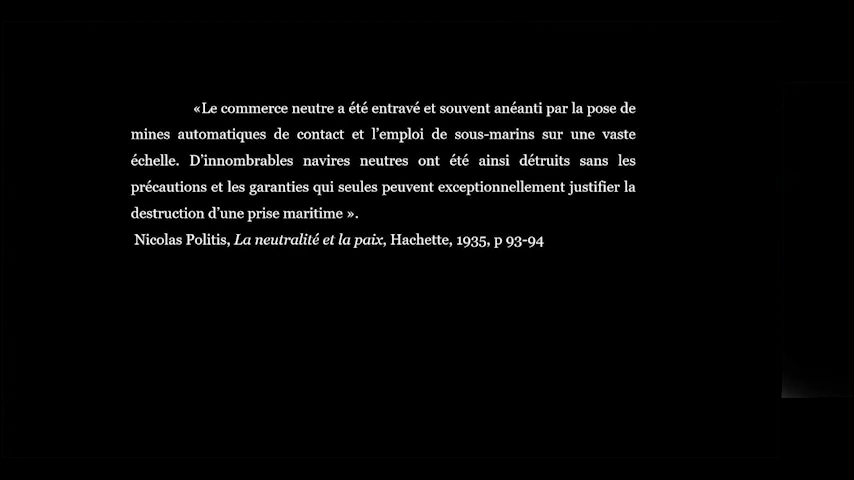 «Le commerce neutre a été entravé et souvent anéanti par la pose de
mines automatiques de contact et l'emploi de sous-marins sur une vaste
échelle. D'innombrables navires neutres ont été ainsi détruits sans les
précautions et les garanties qui seules peuvent exceptionnellement justifier la
destruction d'une prise maritime ».
Nicolas Politis, La neutralité et la paix, Hachette, 1935, p 93-94